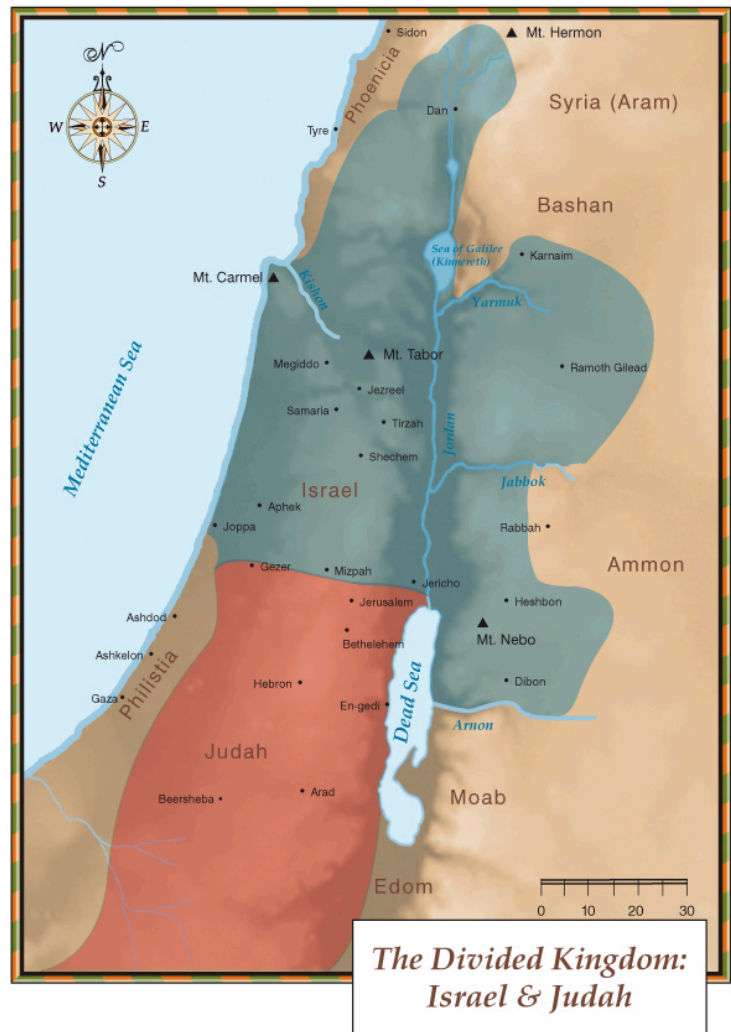 Sidon
Mt. Hermon
N
Phoenicia
Syria (Aram)
Dan
W
E
Tyre
S
Bashan
Sea of Galilee
(Kinnereth)
Karnaim
Mt. Carmel
Kishon
Yarmuk
Mt. Tabor
Megiddo
Ramoth Gilead
Mediterranean Sea
Jezreel
Samaria
Tirzah
Jordan
Shechem
Israel
Jabbok
Aphek
Joppa
Rabbah
Gezer
Mizpah
Ammon
Jericho
Jerusalem
Heshbon
Ashdod
Mt. Nebo
Bethelehem
Ashkelon
Philistia
Hebron
Dibon
Gaza
En-gedi
Dead Sea
Arnon
Judah
Beersheba
Arad
Moab
Edom
0 10 20 30
The Divided Kingdom:
Israel & Judah